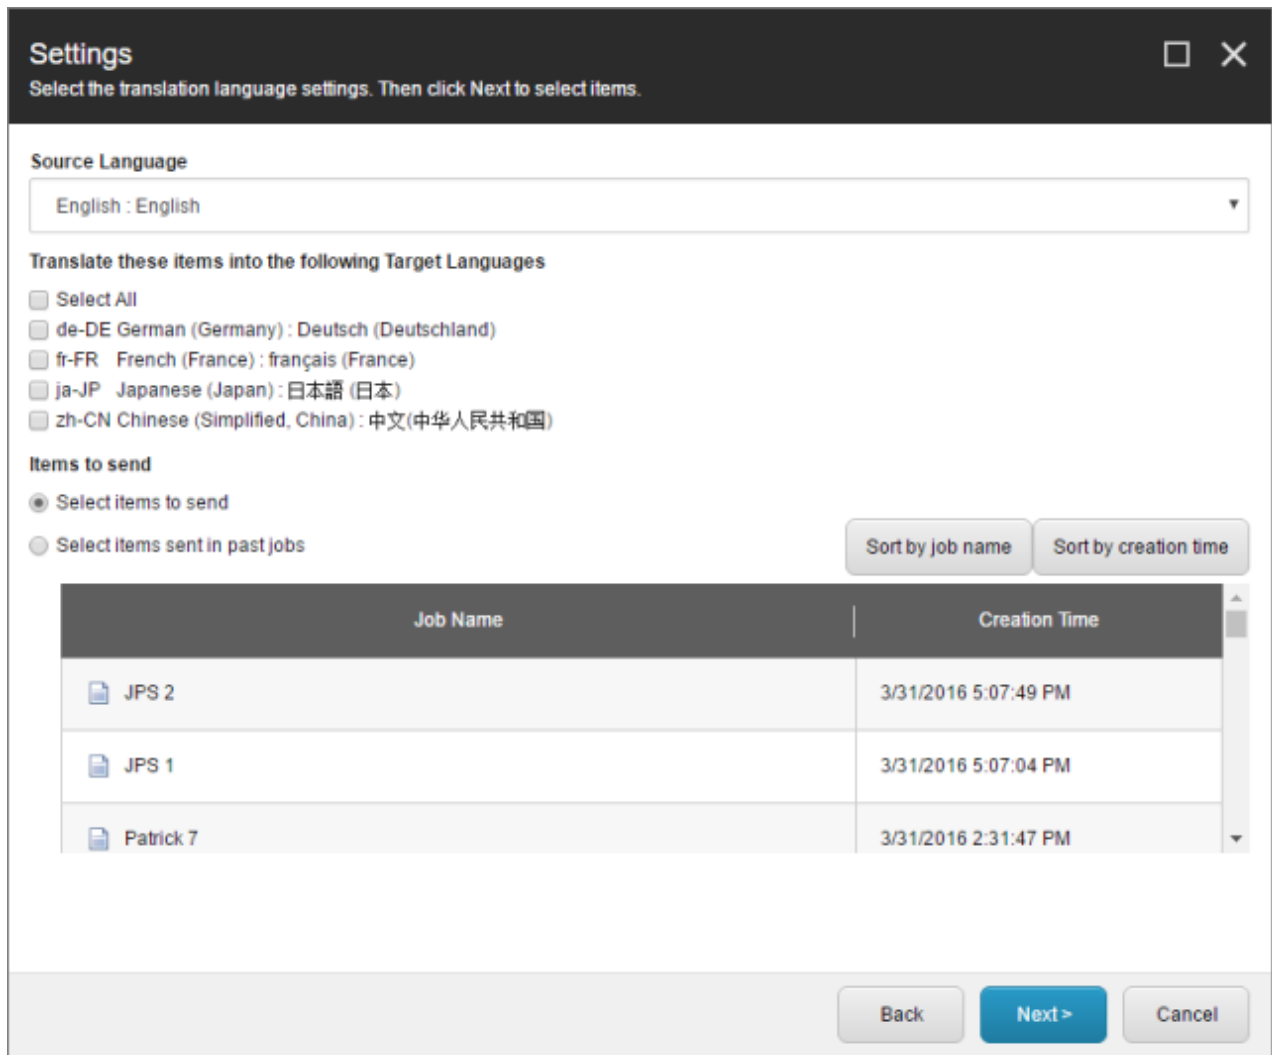 Settings
Select the translation language settings. Then click Next to select items.
Source Language
English : English
Translate these items into the following Target Languages
Select All
de-DE German (Germany) : Deutsch (Deutschland)
fr-FR French (France) : français (France)
ja-JP Japanese (Japan) : 日本語 (日本)
zh-CN Chinese (Simplified, China) : 中文(中华人民共和国)
Items to send
Select items to send
Select items sent in past jobs
Sort by job name Sort by creation time
Job Name Creation Time
JPS 2 3/31/2016 5:07:49 PM
JPS 1 3/31/2016 5:07:04 PM
Patrick 7 3/31/2016 2:31:47 PM
Back Next > Cancel